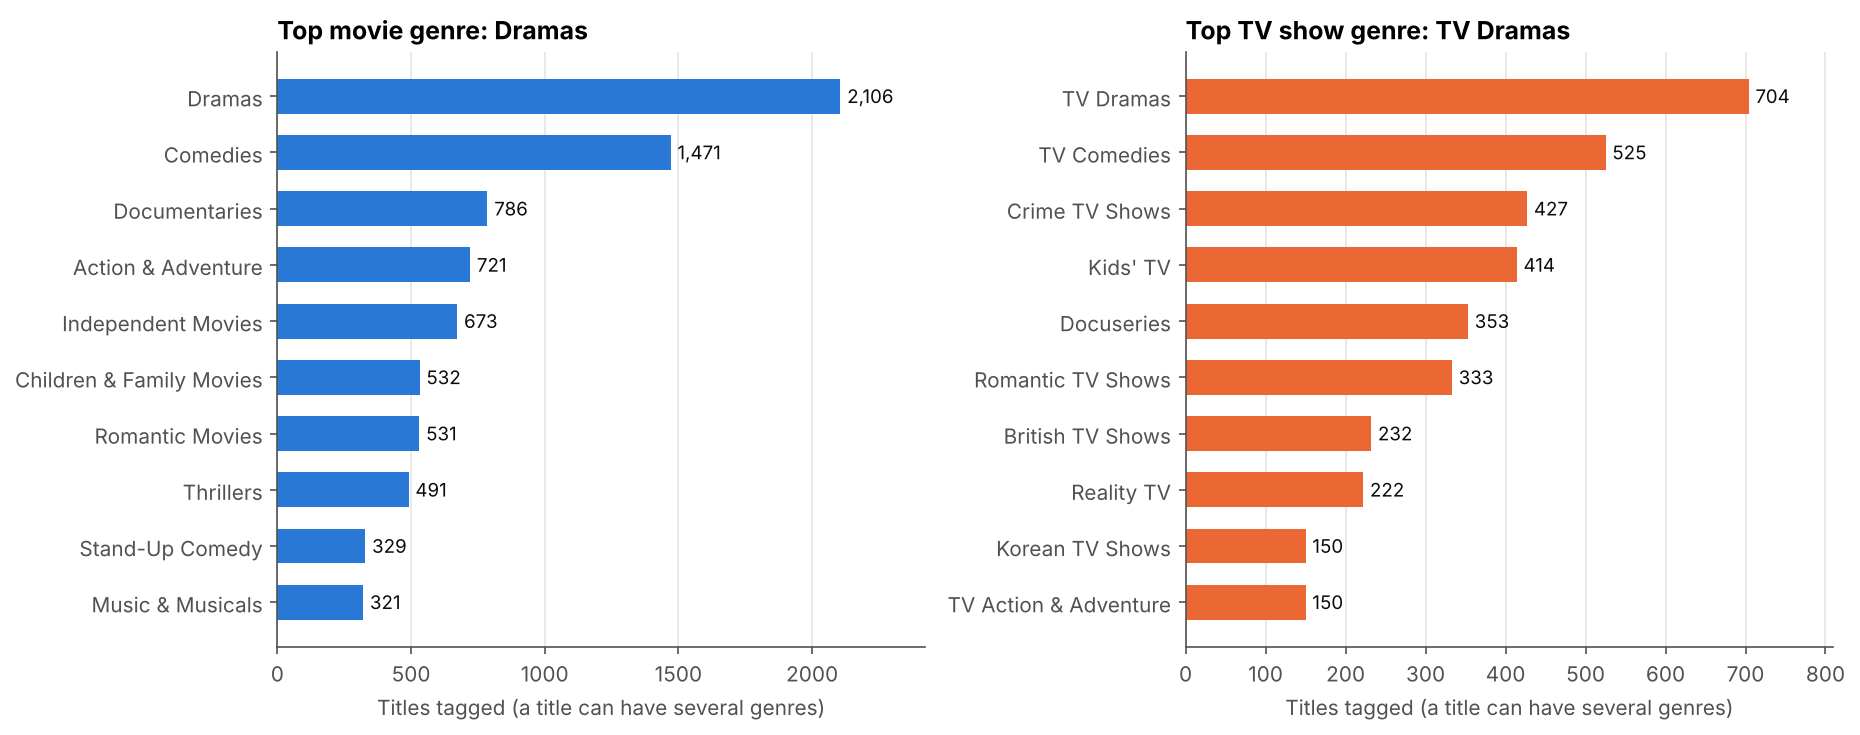 Top movie genre: Dramas
Dramas 2,106
Comedies 1,471
Documentaries 786
Action & Adventure 721
Independent Movies 673
Children & Family Movies 532
Romantic Movies 531
Thrillers 491
Stand-Up Comedy 329
Music & Musicals 321
0 500 1000 1500 2000
Titles tagged (a title can have several genres)
Top TV show genre: TV Dramas
TV Dramas 704
TV Comedies 525
Crime TV Shows 427
Kids' TV 414
Docuseries 353
Romantic TV Shows 333
British TV Shows 232
Reality TV 222
Korean TV Shows 150
TV Action & Adventure 150
0 100 200 300 400 500 600 700 800
Titles tagged (a title can have several genres)